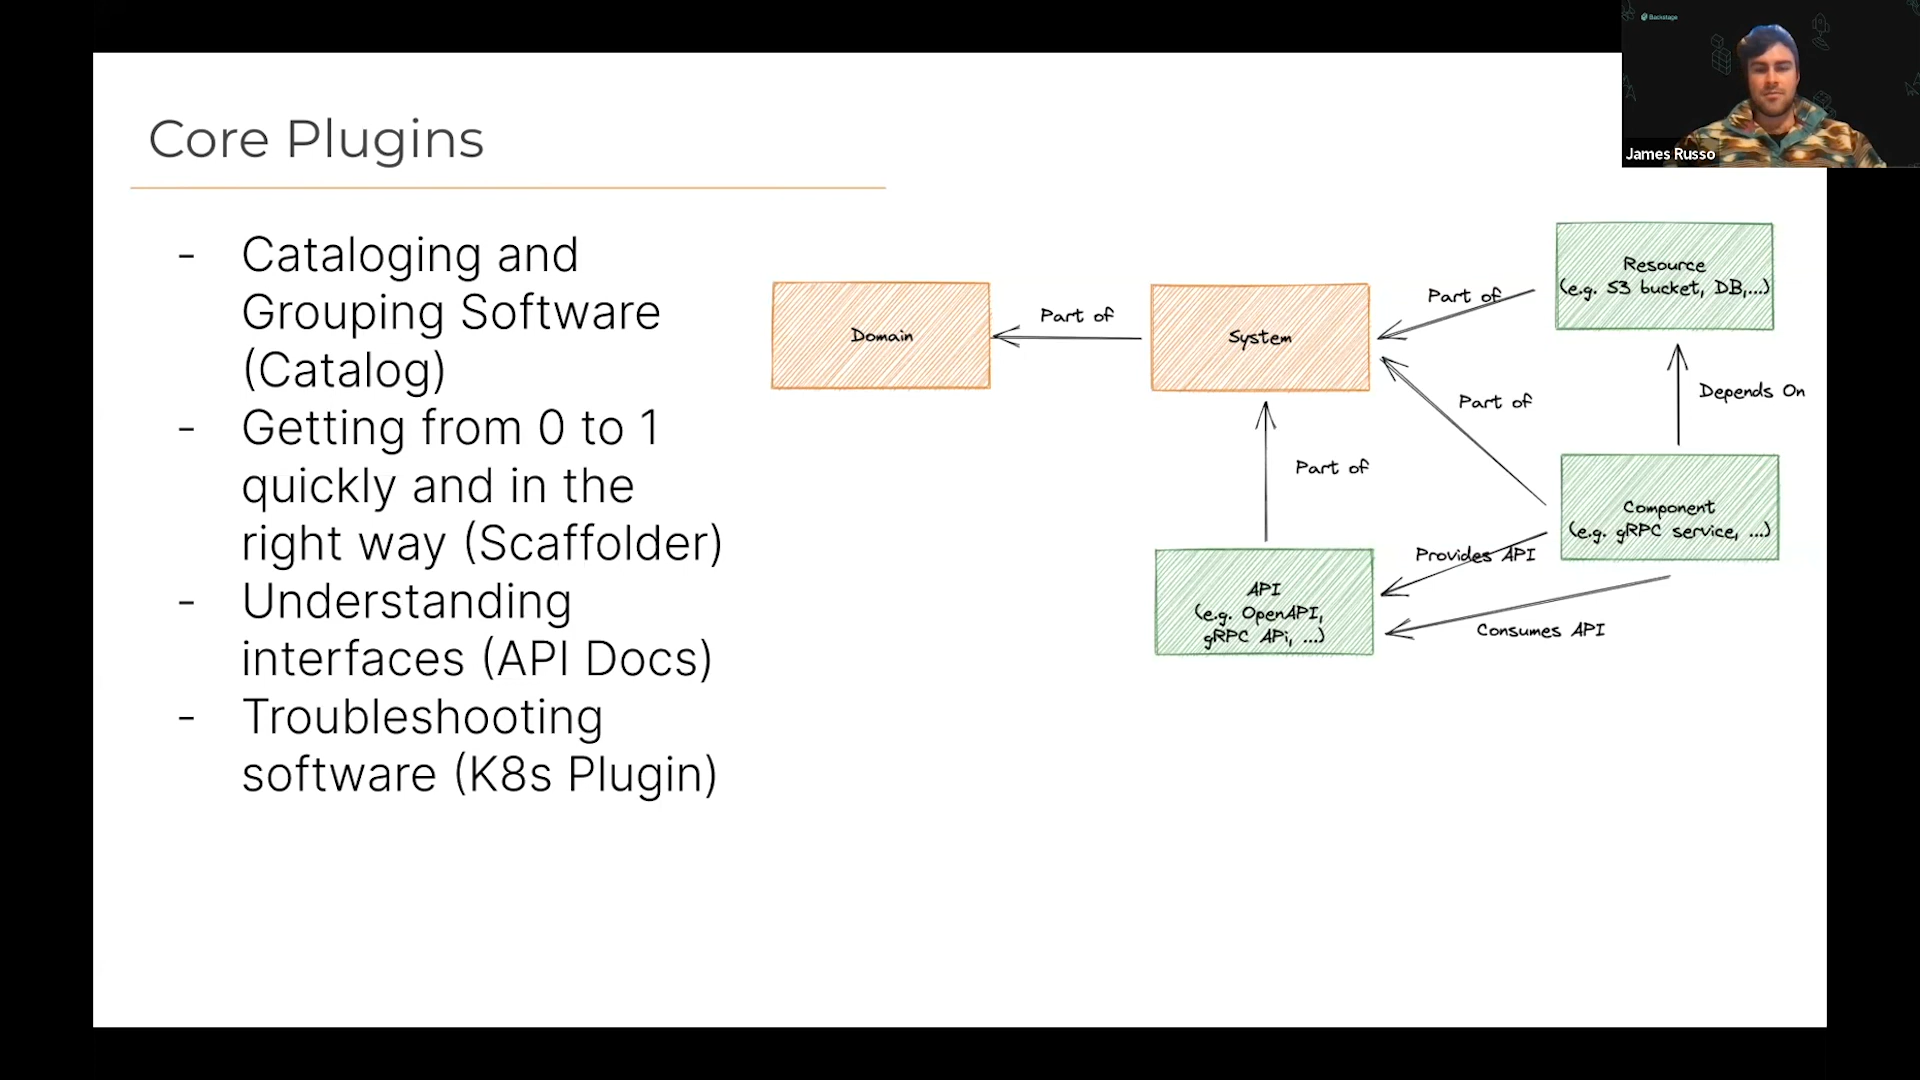 Backstage
James Russo
Core Plugins
- Cataloging and
Grouping Software
(Catalog)
- Getting from 0 to 1
quickly and in the
right way (Scaffolder)
- Understanding
interfaces (API Docs)
- Troubleshooting
software (K8s Plugin)
Domain
Part of
System
Part of
Resource
(e.g. S3 bucket, DB,...)
Part of
Depends On
Part of
Component
(e.g. gRPC service, ...)
Provides API
API
(e.g. OpenAPI,
gRPC APi, ...)
Consumes API